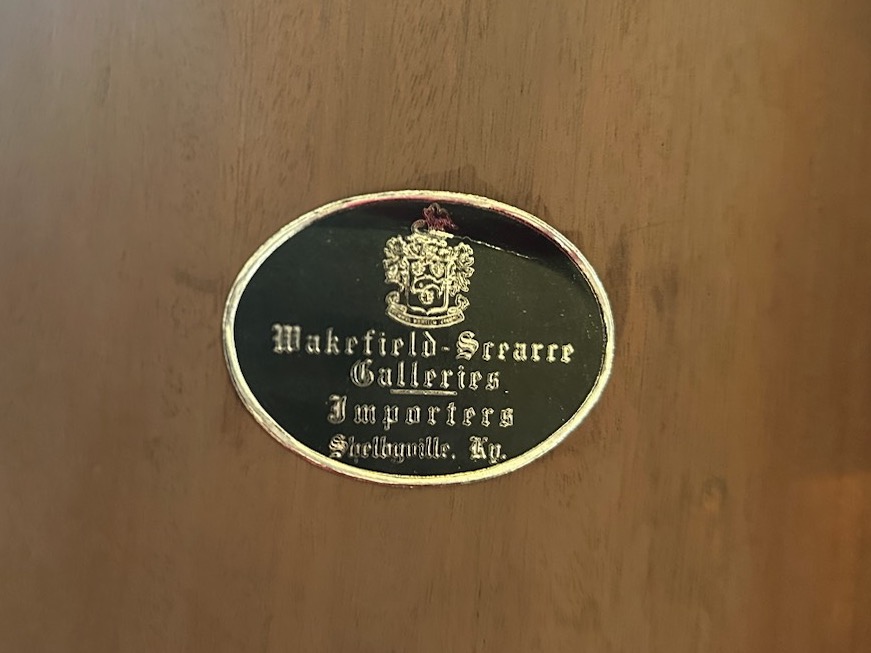 Wakefield-Scearce
Galleries
Importers
Shelbyville. Ky.